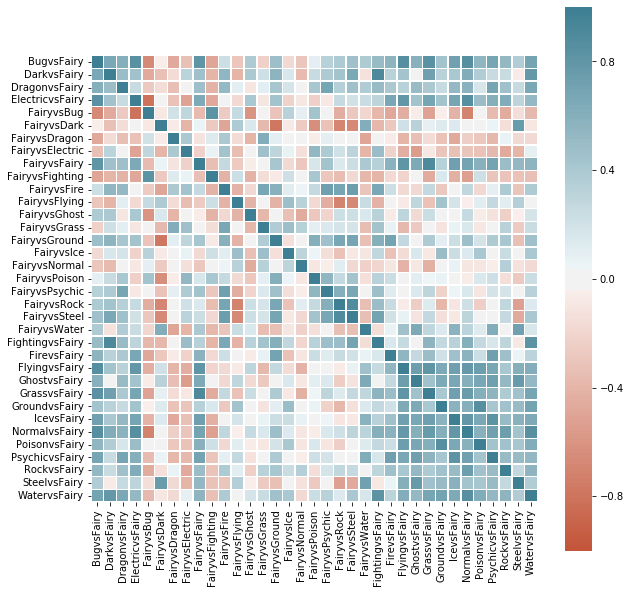 BugvsFairy
DarkvsFairy
DragonvsFairy
ElectricvsFairy
FairyvsBug
FairyvsDark
FairyvsDragon
FairyvsElectric
FairyvsFairy
FairyvsFighting
FairyvsFire
FairyvsFlying
FairyvsGhost
FairyvsGrass
FairyvsGround
FairyvsIce
FairyvsNormal
FairyvsPoison
FairyvsPsychic
FairyvsRock
FairyvsSteel
FairyvsWater
FightingvsFairy
FirevsFairy
FlyingvsFairy
GhostvsFairy
GrassvsFairy
GroundvsFairy
IcevsFairy
NormalvsFairy
PoisonvsFairy
PsychicvsFairy
RockvsFairy
SteelvsFairy
WatervsFairy
BugvsFairy
DarkvsFairy
DragonvsFairy
ElectricvsFairy
FairyvsBug
FairyvsDark
FairyvsDragon
FairyvsElectric
FairyvsFairy
FairyvsFighting
FairyvsFire
FairyvsFlying
FairyvsGhost
FairyvsGrass
FairyvsGround
FairyvsIce
FairyvsNormal
FairyvsPoison
FairyvsPsychic
FairyvsRock
FairyvsSteel
FairyvsWater
FightingvsFairy
FirevsFairy
FlyingvsFairy
GhostvsFairy
GrassvsFairy
GroundvsFairy
IcevsFairy
NormalvsFairy
PoisonvsFairy
PsychicvsFairy
RockvsFairy
SteelvsFairy
WatervsFairy
0.8
0.4
0.0
−0.4
−0.8